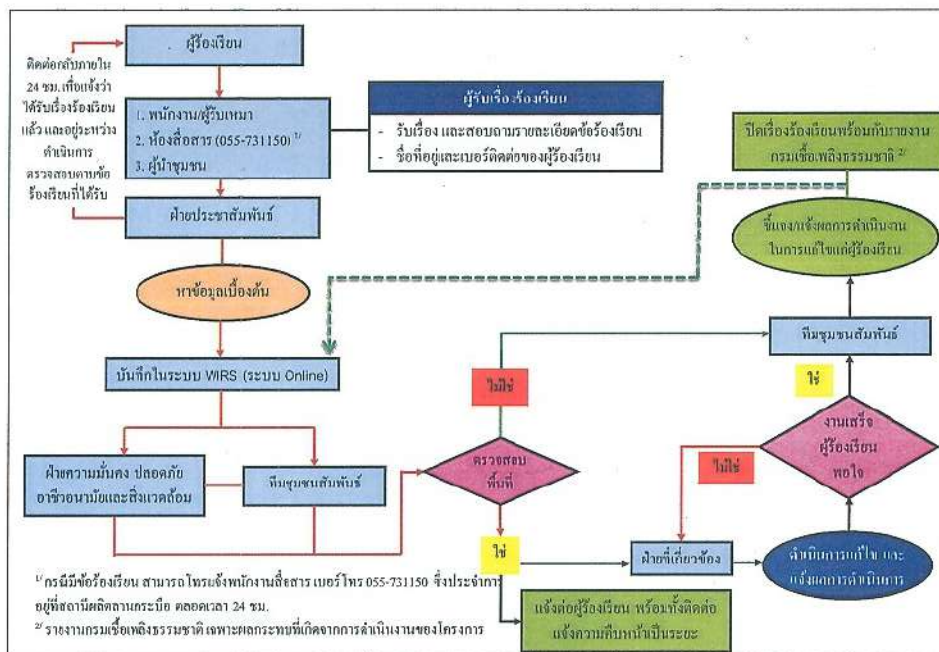 ผู้ร้องเรียน
ติดต่อกลับภายใน
24 ชม. เพื่อแจ้งว่า
ได้รับเรื่องร้องเรียน
แล้ว และอยู่ระหว่าง
ดำเนินการ
ตรวจสอบตามข้อ
ร้องเรียนที่ได้รับ
1. พนักงาน/ผู้รับเหมา
2. ห้องสื่อสาร (055-731150) 1/
3. ผู้นำชุมชน
ผู้รับเรื่องร้องเรียน
- รับเรื่อง และสอบถามรายละเอียดข้อร้องเรียน
- ชื่อที่อยู่และเบอร์ติดต่อของผู้ร้องเรียน
ปิดเรื่องร้องเรียนพร้อมกับรายงาน
กรมเชื้อเพลิงธรรมชาติ 2/
ฝ่ายประชาสัมพันธ์
ชี้แจง/แจ้งผลการดำเนินงาน
ในการแก้ไขแก่ผู้ร้องเรียน
หาข้อมูลเบื้องต้น
ทีมชุมชนสัมพันธ์
บันทึกในระบบ WIRS (ระบบ Online)
ไม่ใช่
ใช่
งานเสร็จ
ผู้ร้องเรียน
พอใจ
ฝ่ายความมั่นคง ปลอดภัย
อาชีวอนามัยและสิ่งแวดล้อม
ทีมชุมชนสัมพันธ์
ตรวจสอบ
พื้นที่
ไม่ใช่
ใช่
ฝ่ายที่เกี่ยวข้อง
ดำเนินการแก้ไข และ
แจ้งผลการดำเนินการ
1/ กรณีมีข้อร้องเรียน สามารถโทรแจ้งพนักงานสื่อสาร เบอร์โทร 055-731150 ซึ่งประจำการ
อยู่ที่สถานีผลิตลานกระบือ ตลอดเวลา 24 ชม.
2/ รายงานกรมเชื้อเพลิงธรรมชาติ เฉพาะผลกระทบที่เกิดจากการดำเนินงานของโครงการ
แจ้งต่อผู้ร้องเรียน พร้อมทั้งติดต่อ
แจ้งความคืบหน้าเป็นระยะ